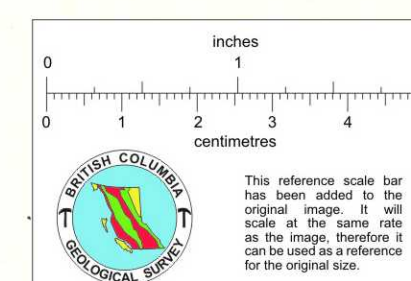 inches
0 1
0 1 2 3 4
centimetres
BRITISH COLUMBIA
GEOLOGICAL SURVEY
This reference scale bar
has been added to the
original image. It will
scale at the same rate
as the image, therefore it
can be used as a reference
for the original size.